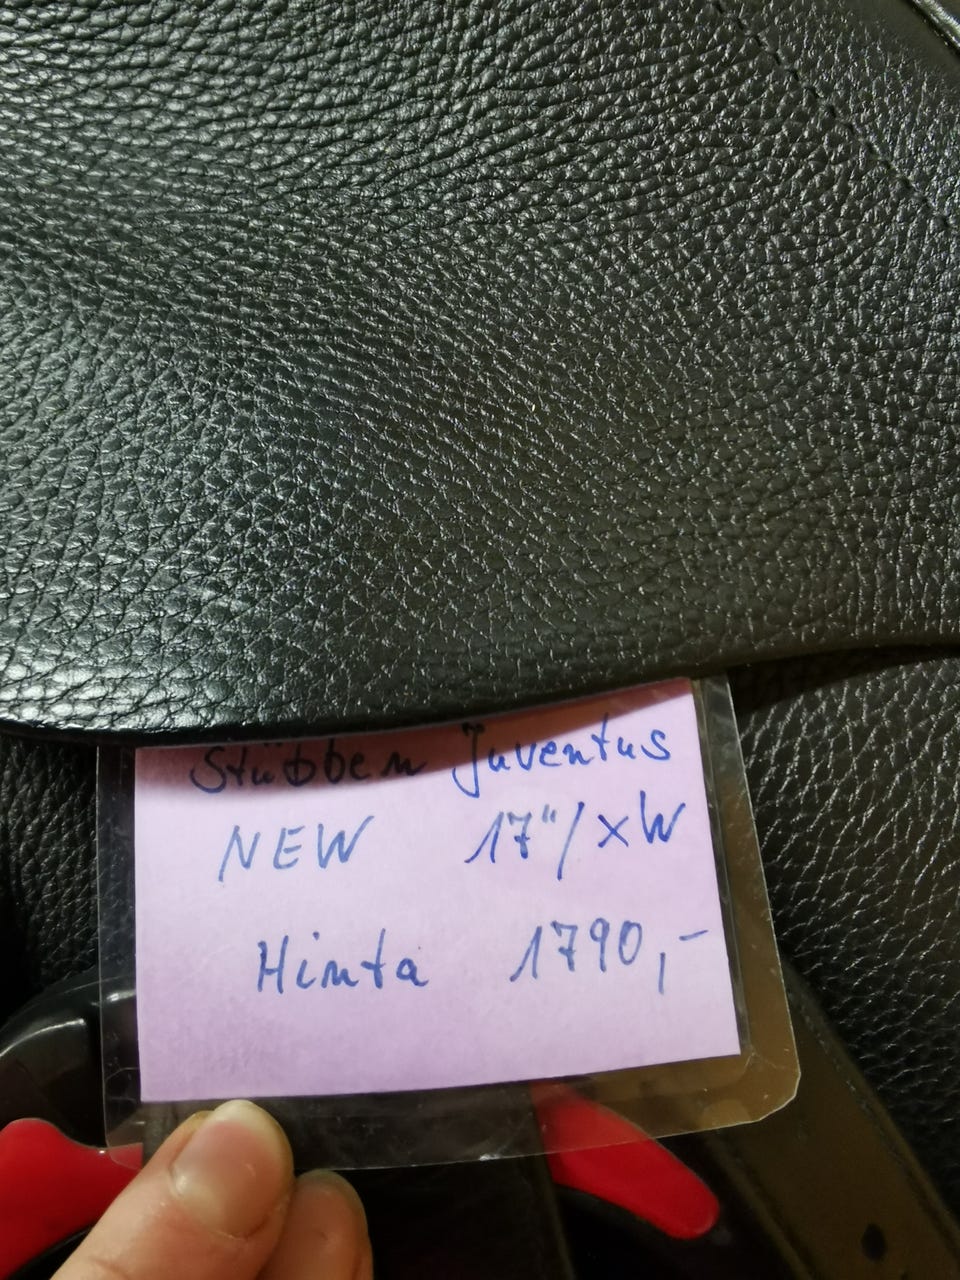 Stübben Juventus
NEW 17"/XW
Hinta 1790,-